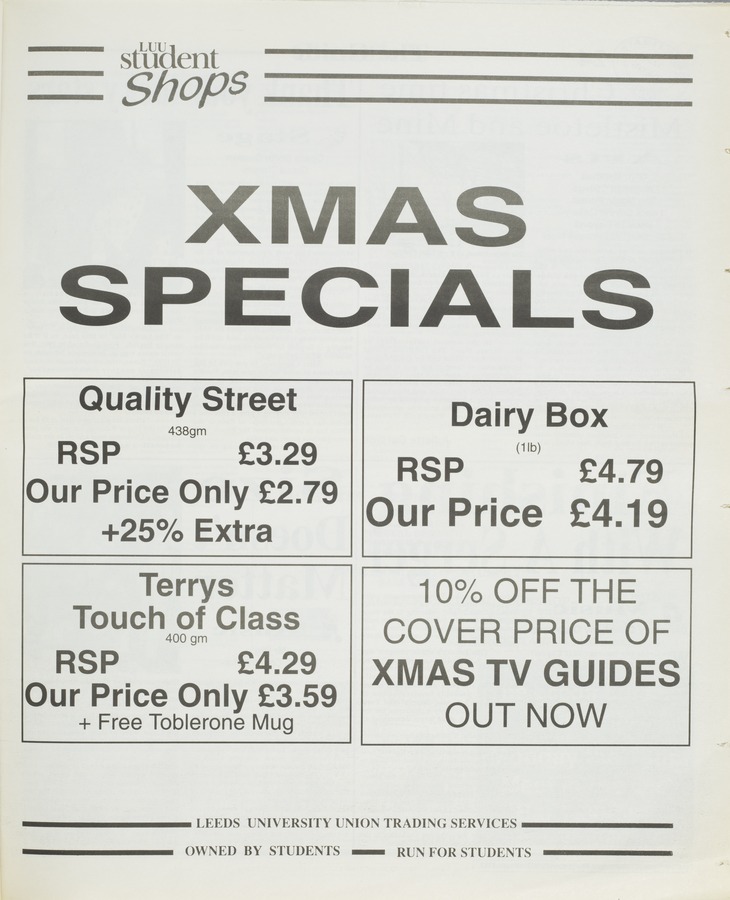 LUU
student
Shops
XMAS
SPECIALS
Quality Street
438gm
RSP £3.29
Our Price Only £2.79
+25% Extra
Dairy Box
(1lb)
RSP £4.79
Our Price £4.19
Terrys
Touch of Class
400 gm
RSP £4.29
Our Price Only £3.59
+ Free Toblerone Mug
10% OFF THE
COVER PRICE OF
XMAS TV GUIDES
OUT NOW
LEEDS UNIVERSITY UNION TRADING SERVICES
OWNED BY STUDENTS RUN FOR STUDENTS